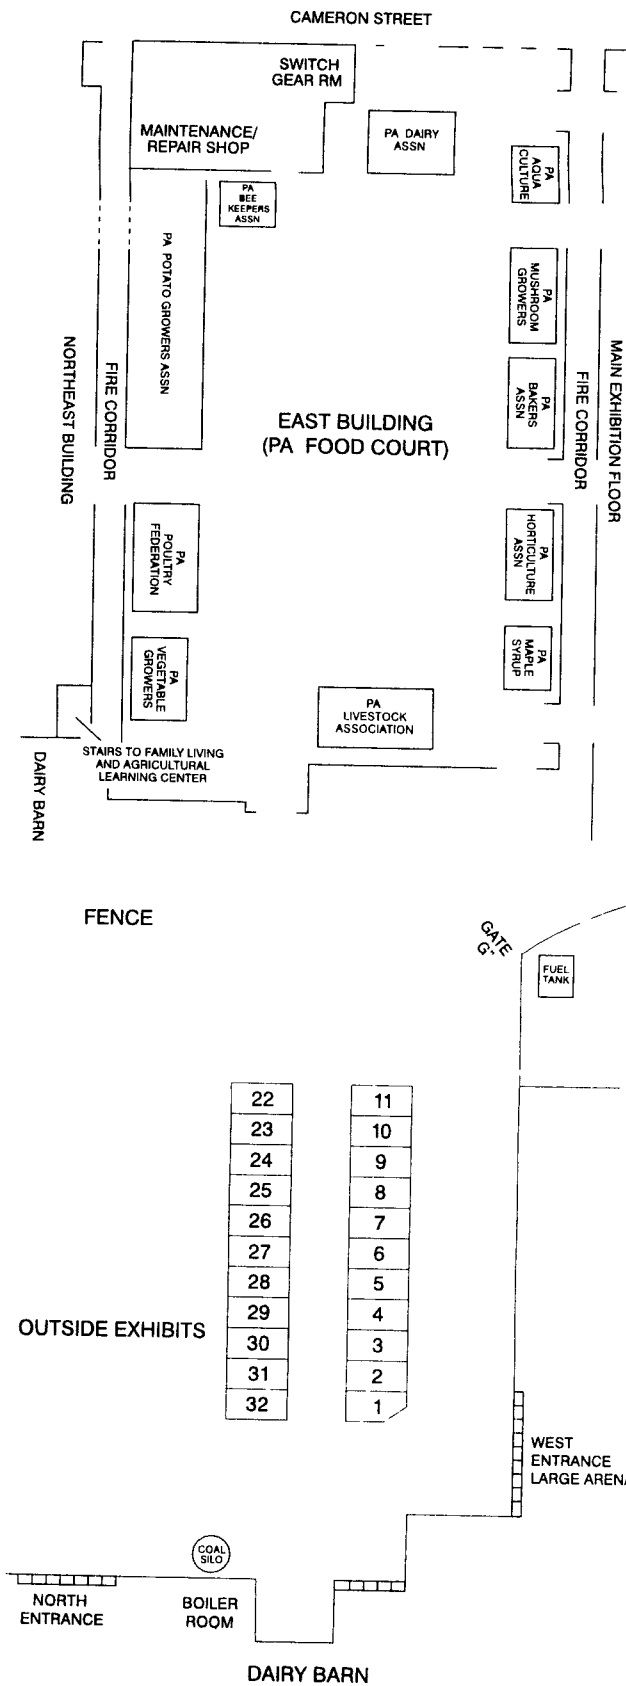 CAMERON STREET
SWITCH
GEAR RM
MAINTENANCE/
REPAIR SHOP
PA DAIRY
ASSN
PA
AQUA
CULTURE
PA
BEE
KEEPERS
ASSN
PA POTATO GROWERS ASSN
PA
MUSHROOM
GROWERS
NORTHEAST BUILDING
FIRE CORRIDOR
PA
BAKERS
ASSN
FIRE CORRIDOR
MAIN EXHIBITION FLOOR
EAST BUILDING
(PA FOOD COURT)
PA
POULTRY
FEDERATION
PA
HORTICULTURE
ASSN
PA
VEGETABLE
GROWERS
PA
MAPLE
SYRUP
PA
LIVESTOCK
ASSOCIATION
STAIRS TO FAMILY LIVING
AND AGRICULTURAL
LEARNING CENTER
DAIRY BARN
FENCE
GATE
G"
FUEL
TANK
22
23
24
25
26
27
28
29
30
31
32
11
10
9
8
7
6
5
4
3
2
1
OUTSIDE EXHIBITS
WEST
ENTRANCE
LARGE ARENA
COAL
SILO
NORTH
ENTRANCE
BOILER
ROOM
DAIRY BARN